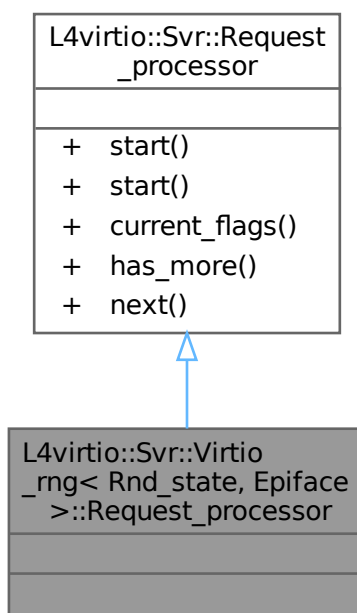 L4virtio::Svr::Request
_processor
+ start()
+ start()
+ current_flags()
+ has_more()
+ next()
L4virtio::Svr::Virtio
_rng< Rnd_state, Epiface
>::Request_processor